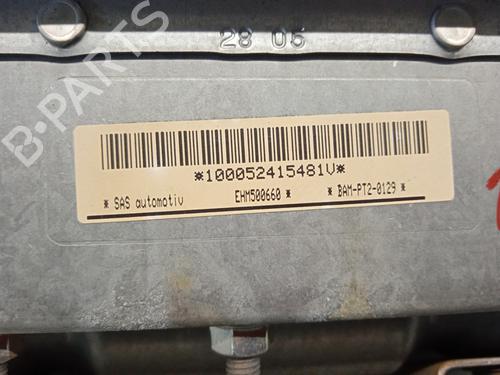 28 06
*100052415481V*
* SAS automotiv EHM500660 * * BAM-PT2-0129 *
B-PARTS